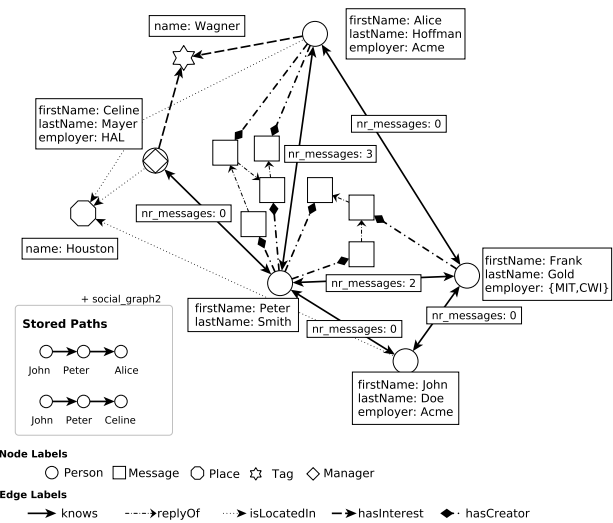 name: Wagner
firstName: Alice
lastName: Hoffman
employer: Acme
firstName: Celine
lastName: Mayer
employer: HAL
nr_messages: 0
nr_messages: 3
nr_messages: 0
name: Houston
firstName: Frank
lastName: Gold
employer: {MIT,CWI}
nr_messages: 2
+ social_graph2
firstName: Peter
lastName: Smith
nr_messages: 0
nr_messages: 0
Stored Paths
John Peter Alice
John Peter Celine
firstName: John
lastName: Doe
employer: Acme
Node Labels
Person Message Place Tag Manager
Edge Labels
knows replyOf isLocatedIn hasInterest hasCreator